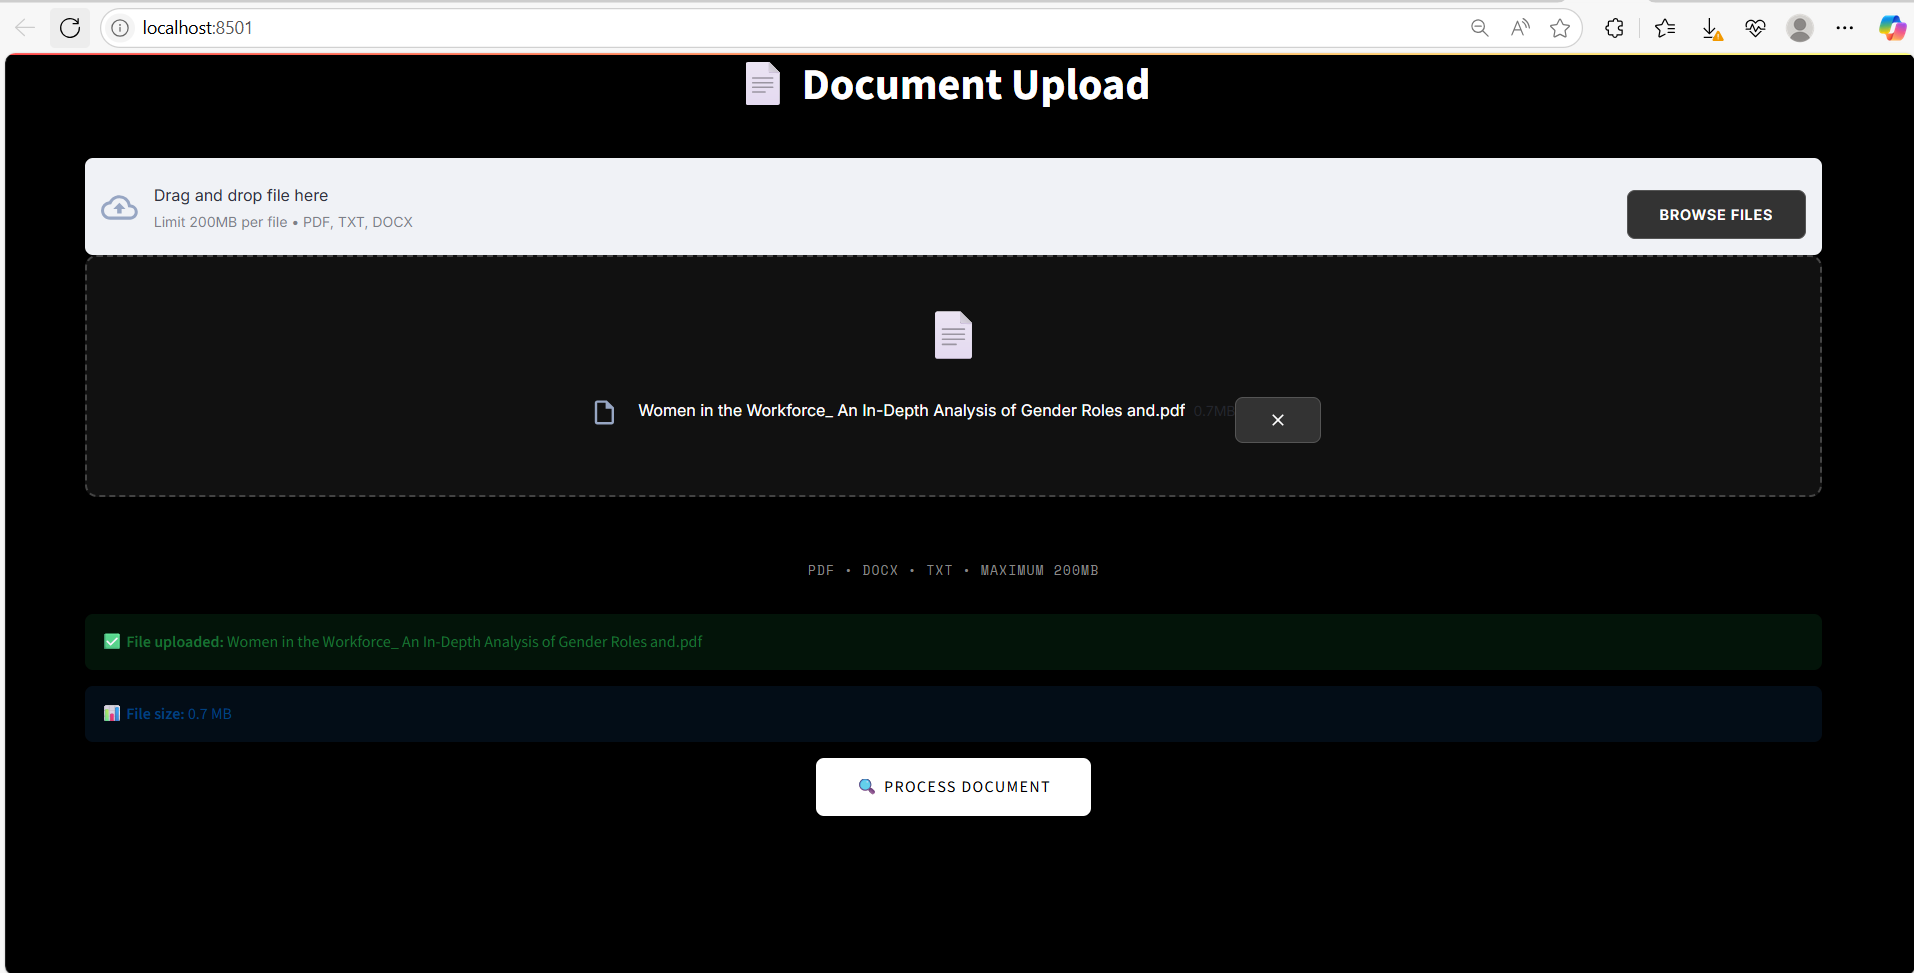 localhost:8501
Document Upload
Drag and drop file here
Limit 200MB per file • PDF, TXT, DOCX
BROWSE FILES
Women in the Workforce_ An In-Depth Analysis of Gender Roles and.pdf 0.7MB
PDF • DOCX • TXT • MAXIMUM 200MB
File uploaded: Women in the Workforce_ An In-Depth Analysis of Gender Roles and.pdf
File size: 0.7 MB
PROCESS DOCUMENT